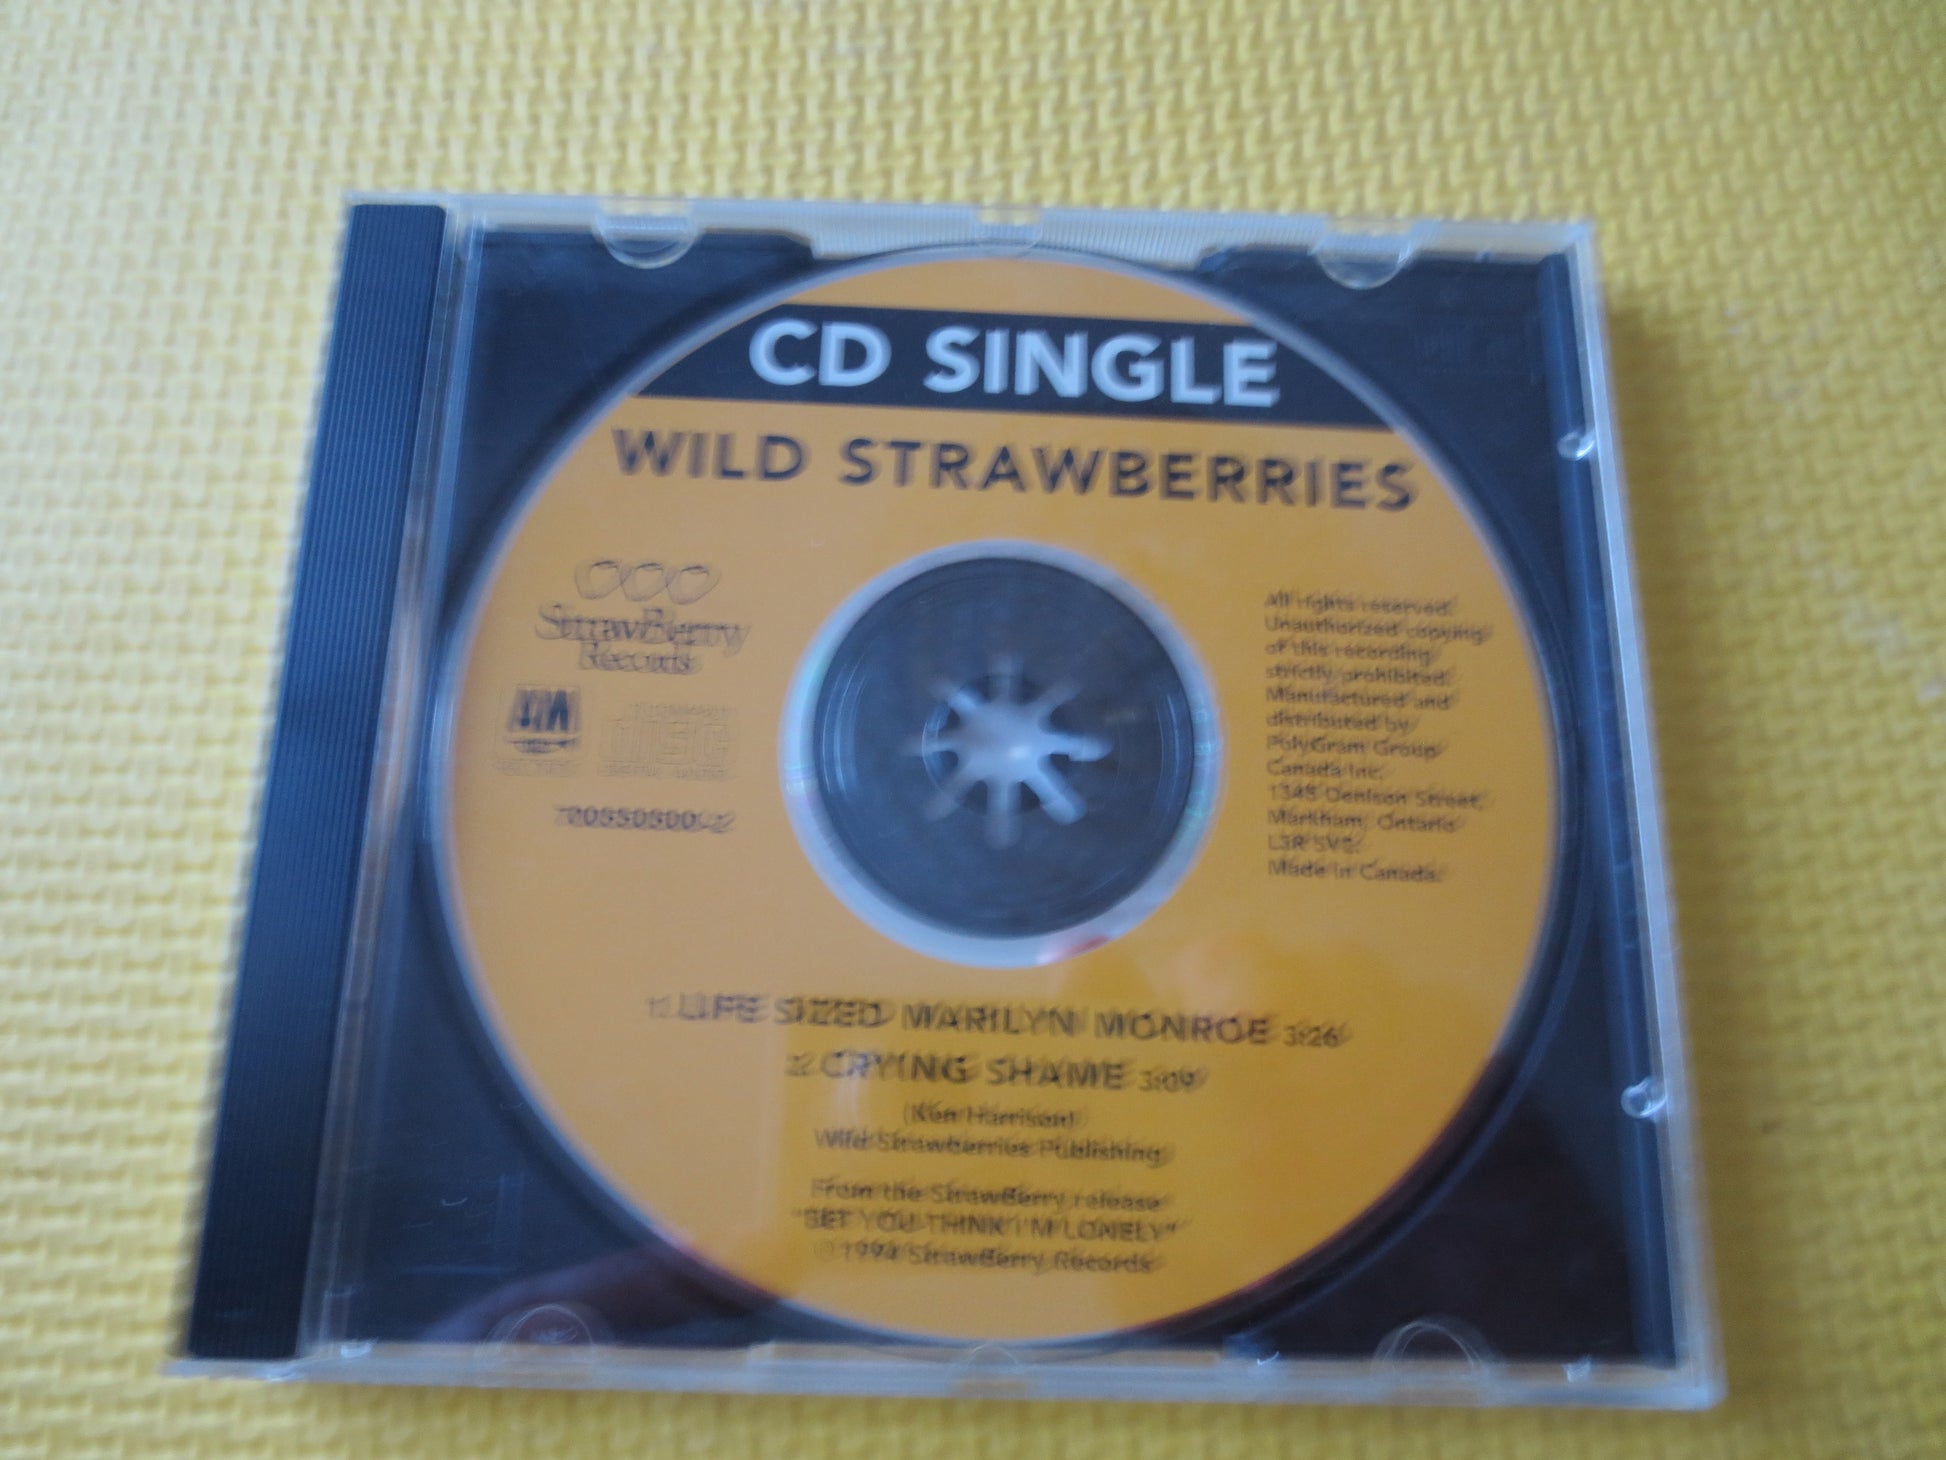 CD SINGLE
WILD STRAWBERRIES
StrawBerry
Records
A&M
All rights reserved.
Unauthorized copying
of this recording
strictly prohibited.
Manufactured and
distributed by
PolyGram Group
Canada Inc.
1345 Denison Street,
Markham, Ontario
L3R 5V2.
Made in Canada.
1. LIFE SIZED MARILYN MONROE 3:26
2. CRYING SHAME 3:09
(Ken Harrison)
Wild Strawberries Publishing
From the StrawBerry release
"BET YOU THINK I'M LONELY"
1994 StrawBerry Records